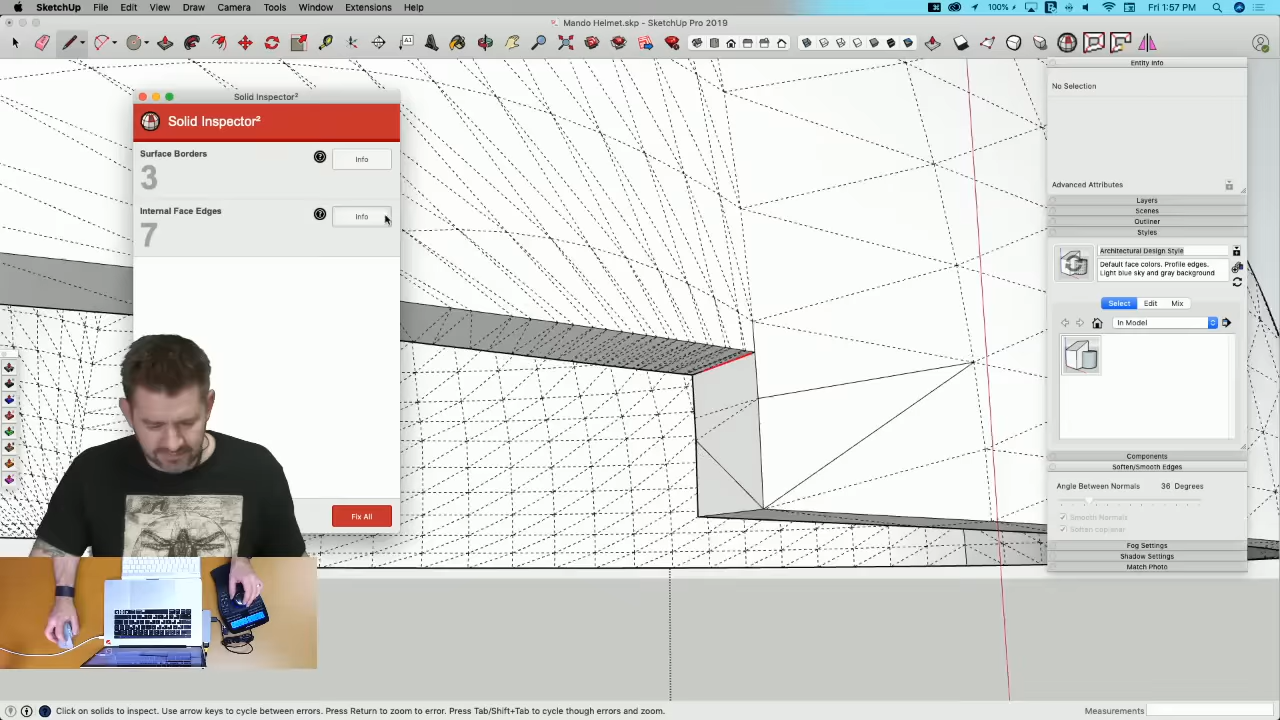 SketchUp File Edit View Draw Camera Tools Window Extensions Help
100% Fri 1:57 PM
Mando Helmet.skp - SketchUp Pro 2019
Entity Info
No Selection
Advanced Attributes
Layers
Scenes
Outliner
Styles
Architectural Design Style
Default face colors. Profile edges.
Light blue sky and gray background
Select Edit Mix
In Model
Components
Soften/Smooth Edges
Angle Between Normals 36 Degrees
Smooth Normals
Soften coplanar
Fog Settings
Shadow Settings
Match Photo
Solid Inspector²
Solid Inspector²
Surface Borders
3
Info
Internal Face Edges
7
Info
Fix All
Click on solids to inspect. Use arrow keys to cycle between errors. Press Return to zoom to error. Press Tab/Shift+Tab to cycle though errors and zoom.
Measurements